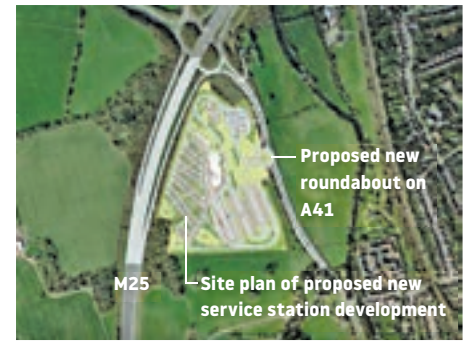 Proposed new
roundabout on
A41
M25
Site plan of proposed new
service station development